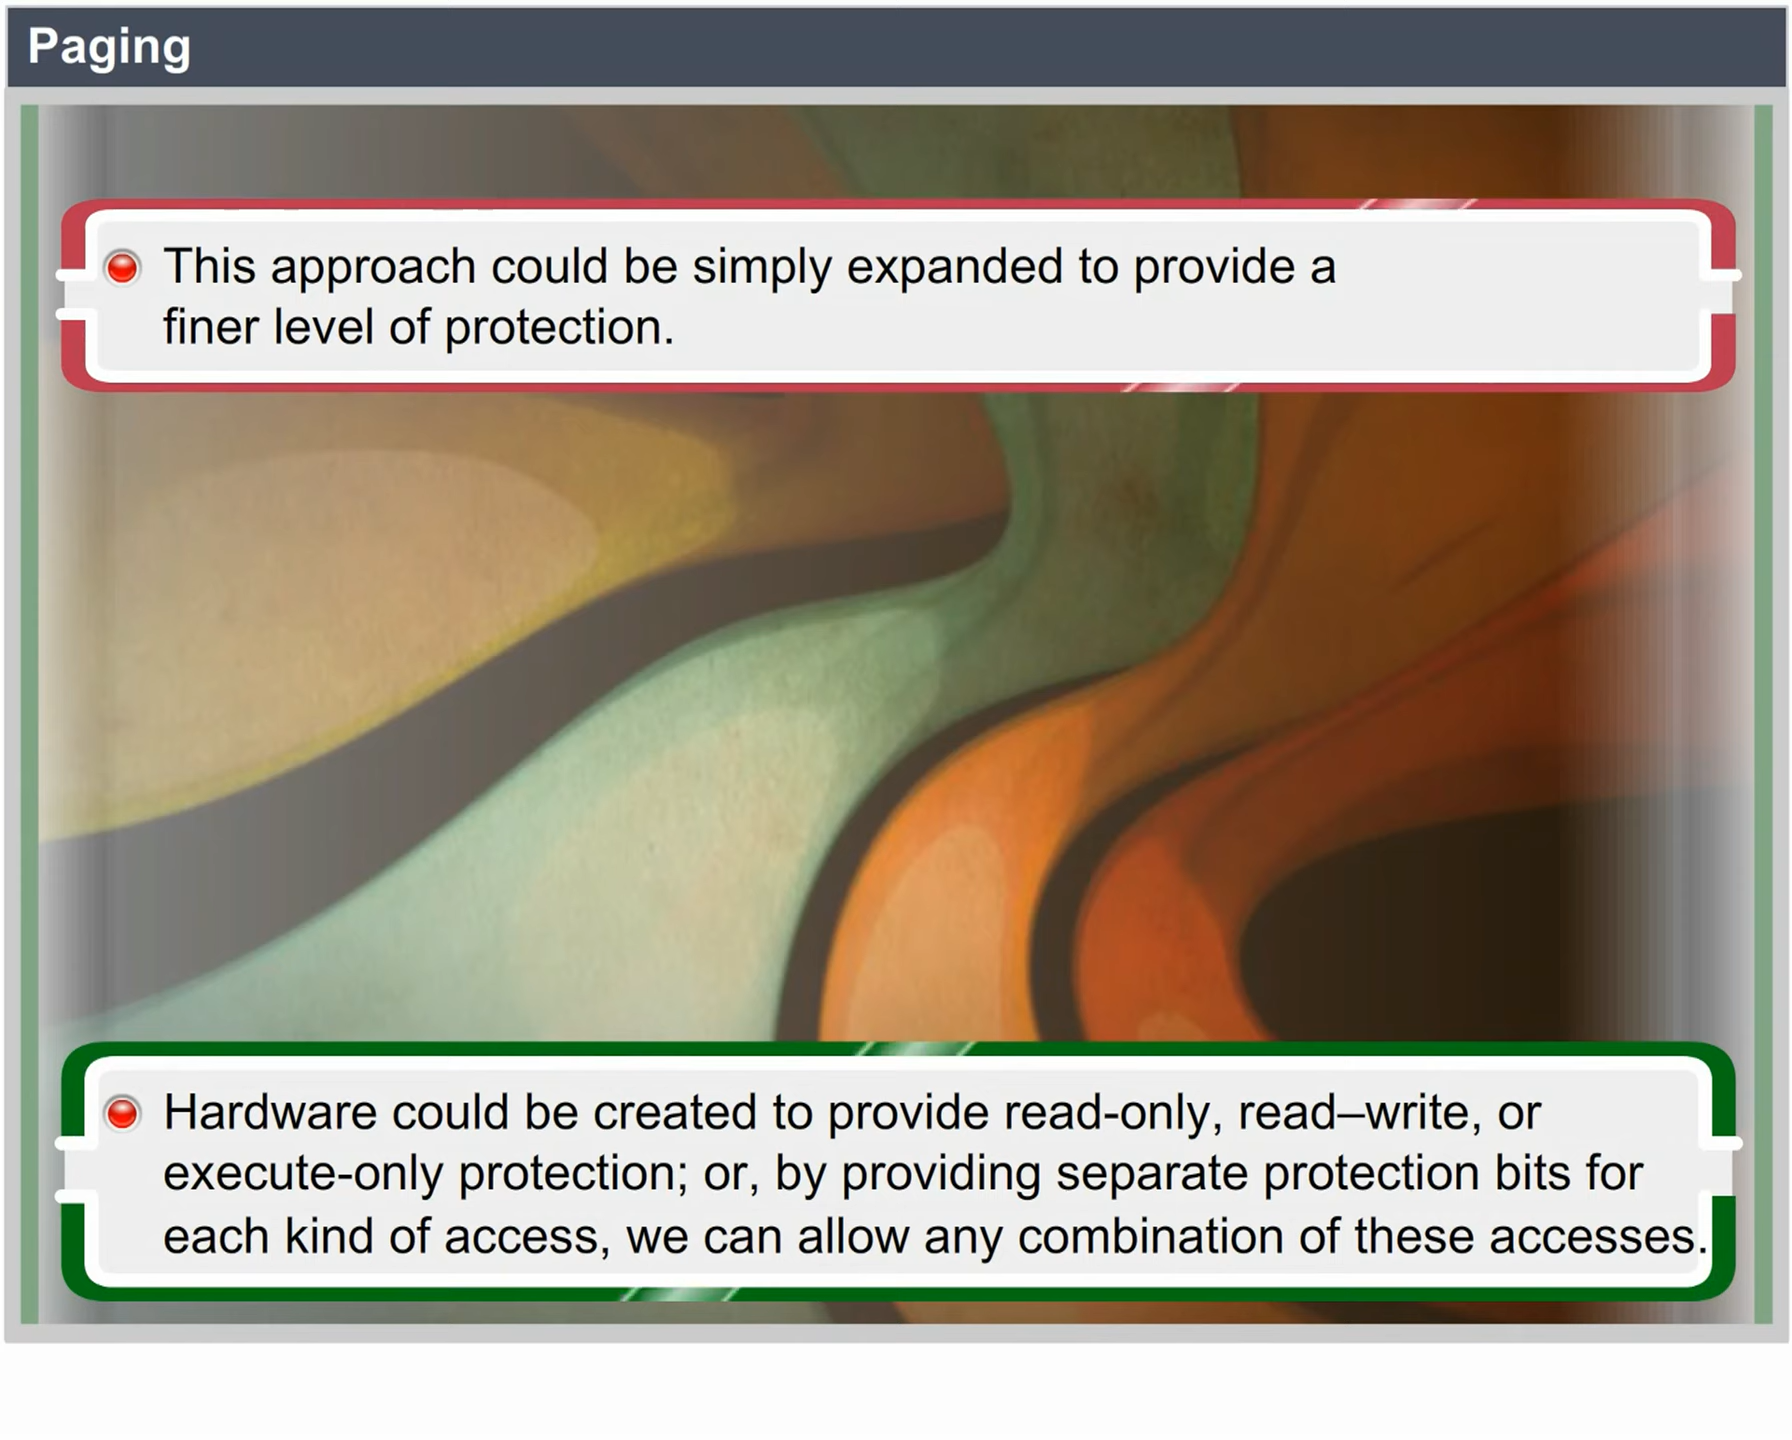 Paging
This approach could be simply expanded to provide a
finer level of protection.
Hardware could be created to provide read-only, read–write, or
execute-only protection; or, by providing separate protection bits for
each kind of access, we can allow any combination of these accesses.